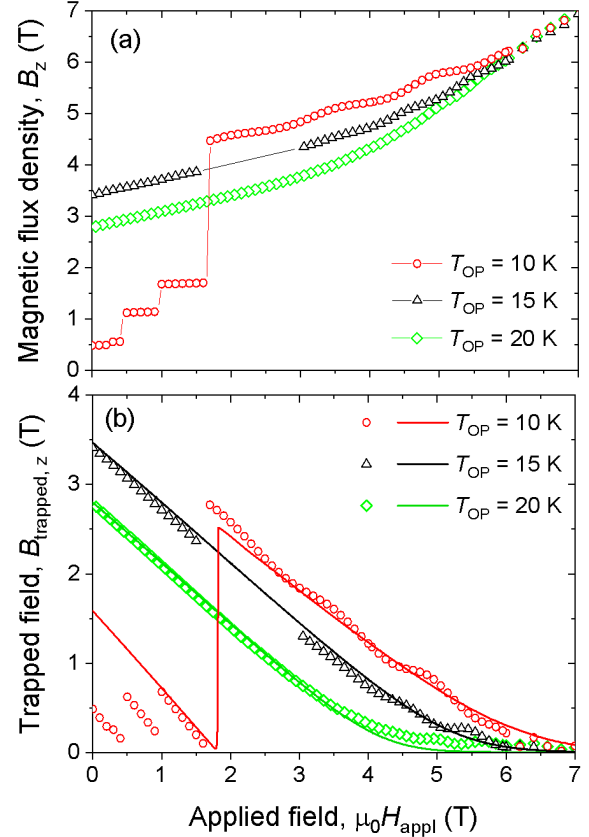 7
6
5
4
3
2
1
0
Magnetic flux density, B_z (T)
(a)
T_OP = 10 K
T_OP = 15 K
T_OP = 20 K
4
3
2
1
0
Trapped field, B_trapped, z (T)
(b)
T_OP = 10 K
T_OP = 15 K
T_OP = 20 K
0 1 2 3 4 5 6 7
Applied field, μ₀H_appl (T)